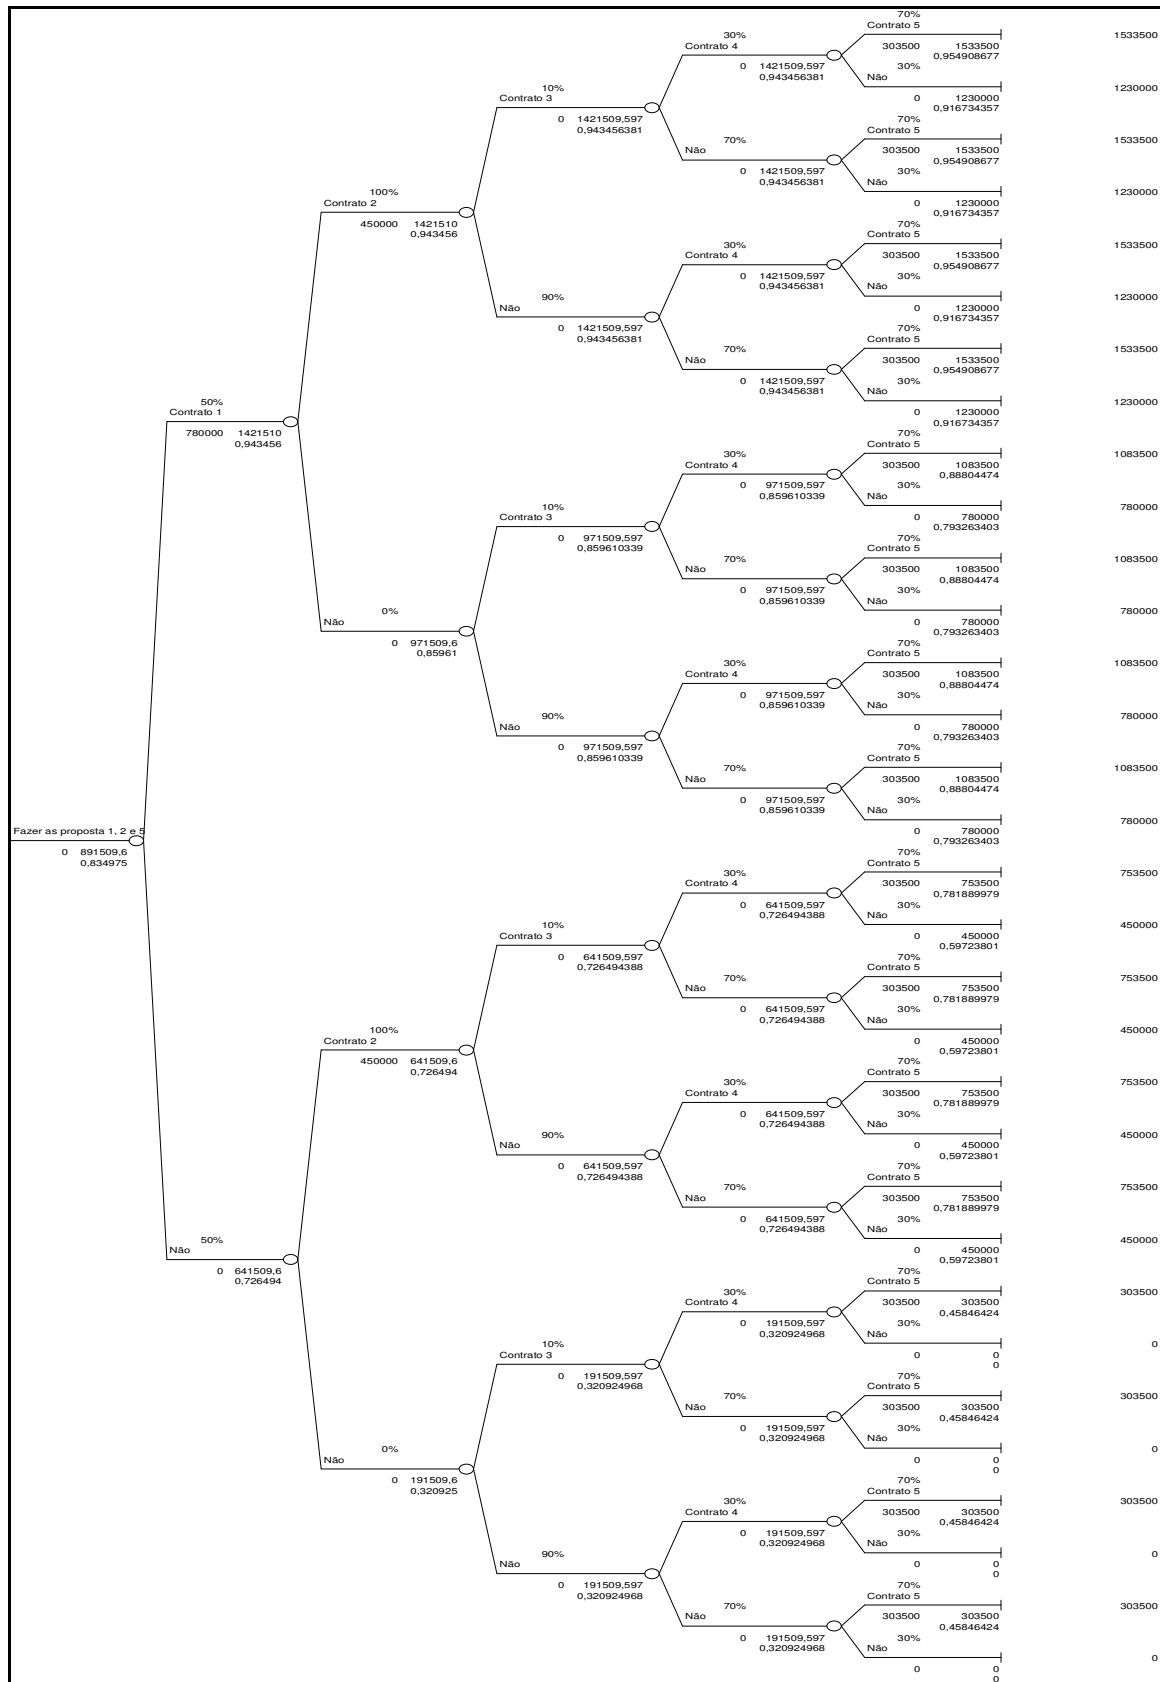 70%
Contrato 5
30% 1533500
Contrato 4 303500 1533500
0,954908677
0 1421509,597 30%
0,943456381 Não
10% 1230000
Contrato 3 0 1230000
0,916734357
0 1421509,597 70%
0,943456381 Contrato 5
70% 1533500
Não 303500 1533500
0,954908677
0 1421509,597 30%
0,943456381 Não
100% 1230000
Contrato 2 0 1230000
0,916734357
450000 1421510 70%
0,943456 Contrato 5
30% 1533500
Contrato 4 303500 1533500
0,954908677
0 1421509,597 30%
0,943456381 Não
90% 1230000
Não 0 1230000
0,916734357
0 1421509,597 70%
0,943456381 Contrato 5
70% 1533500
Não 303500 1533500
0,954908677
0 1421509,597 30%
0,943456381 Não
50% 1230000
Contrato 1 0 1230000
0,916734357
780000 1421510 70%
0,943456 Contrato 5
30% 1083500
Contrato 4 303500 1083500
0,88804474
0 971509,597 30%
0,859610339 Não
10% 780000
Contrato 3 0 780000
0,793263403
0 971509,597 70%
0,859610339 Contrato 5
70% 1083500
Não 303500 1083500
0,88804474
0 971509,597 30%
0,859610339 Não
0% 780000
Não 0 780000
0,793263403
0 971509,6 70%
0,85961 Contrato 5
30% 1083500
Contrato 4 303500 1083500
0,88804474
0 971509,597 30%
0,859610339 Não
90% 780000
Não 0 780000
0,793263403
0 971509,597 70%
0,859610339 Contrato 5
70% 1083500
Não 303500 1083500
0,88804474
0 971509,597 30%
0,859610339 Não
780000
Fazer as proposta 1, 2 e 5 0 780000
0,793263403
0 891509,6 70%
0,834975 Contrato 5
30% 753500
Contrato 4 303500 753500
0,781889979
0 641509,597 30%
0,726494388 Não
10% 450000
Contrato 3 0 450000
0,59723801
0 641509,597 70%
0,726494388 Contrato 5
70% 753500
Não 303500 753500
0,781889979
0 641509,597 30%
0,726494388 Não
100% 450000
Contrato 2 0 450000
0,59723801
450000 641509,6 70%
0,726494 Contrato 5
30% 753500
Contrato 4 303500 753500
0,781889979
0 641509,597 30%
0,726494388 Não
90% 450000
Não 0 450000
0,59723801
0 641509,597 70%
0,726494388 Contrato 5
70% 753500
Não 303500 753500
0,781889979
0 641509,597 30%
0,726494388 Não
50% 450000
Não 0 450000
0,59723801
0 641509,6 70%
0,726494 Contrato 5
30% 303500
Contrato 4 303500 303500
0,45846424
0 191509,597 30%
0,320924968 Não
10% 0
Contrato 3 0 0
0
0 191509,597 70%
0,320924968 Contrato 5
70% 303500
Não 303500 303500
0,45846424
0 191509,597 30%
0,320924968 Não
0% 0
Não 0 0
0
0 191509,6 70%
0,320925 Contrato 5
30% 303500
Contrato 4 303500 303500
0,45846424
0 191509,597 30%
0,320924968 Não
90% 0
Não 0 0
0
0 191509,597 70%
0,320924968 Contrato 5
70% 303500
Não 303500 303500
0,45846424
0 191509,597 30%
0,320924968 Não
0
0 0
0